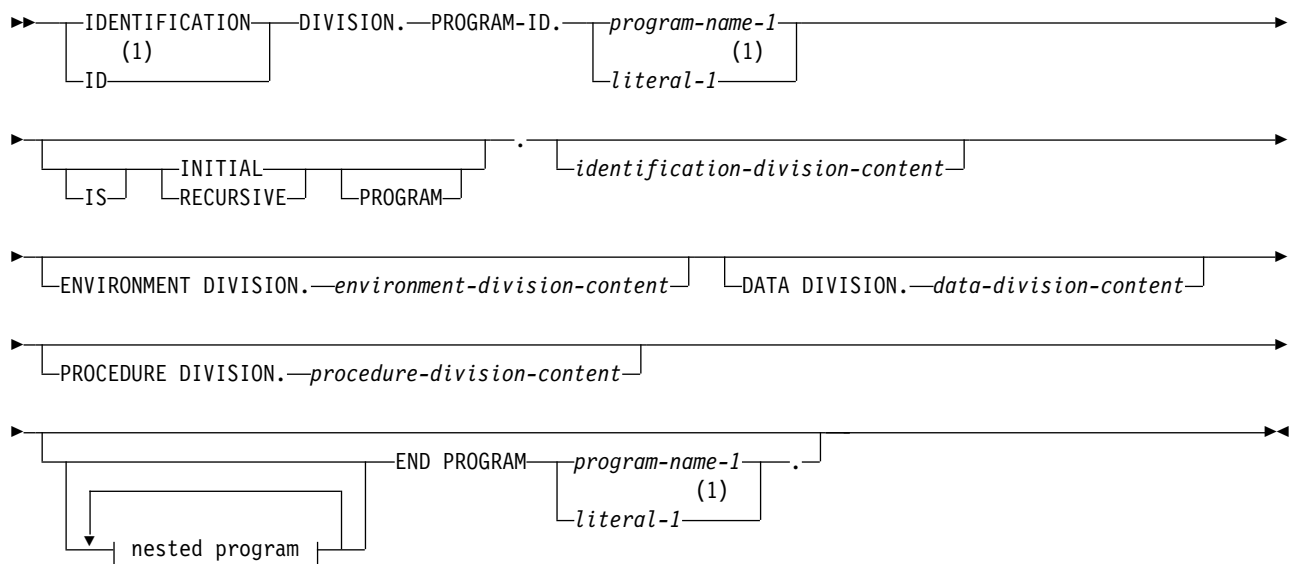 IDENTIFICATION DIVISION. PROGRAM-ID. program-name-1
(1) (1)
ID literal-1
.
INITIAL identification-division-content
IS RECURSIVE PROGRAM
ENVIRONMENT DIVISION. environment-division-content DATA DIVISION. data-division-content
PROCEDURE DIVISION. procedure-division-content
END PROGRAM program-name-1 .
(1)
literal-1
nested program